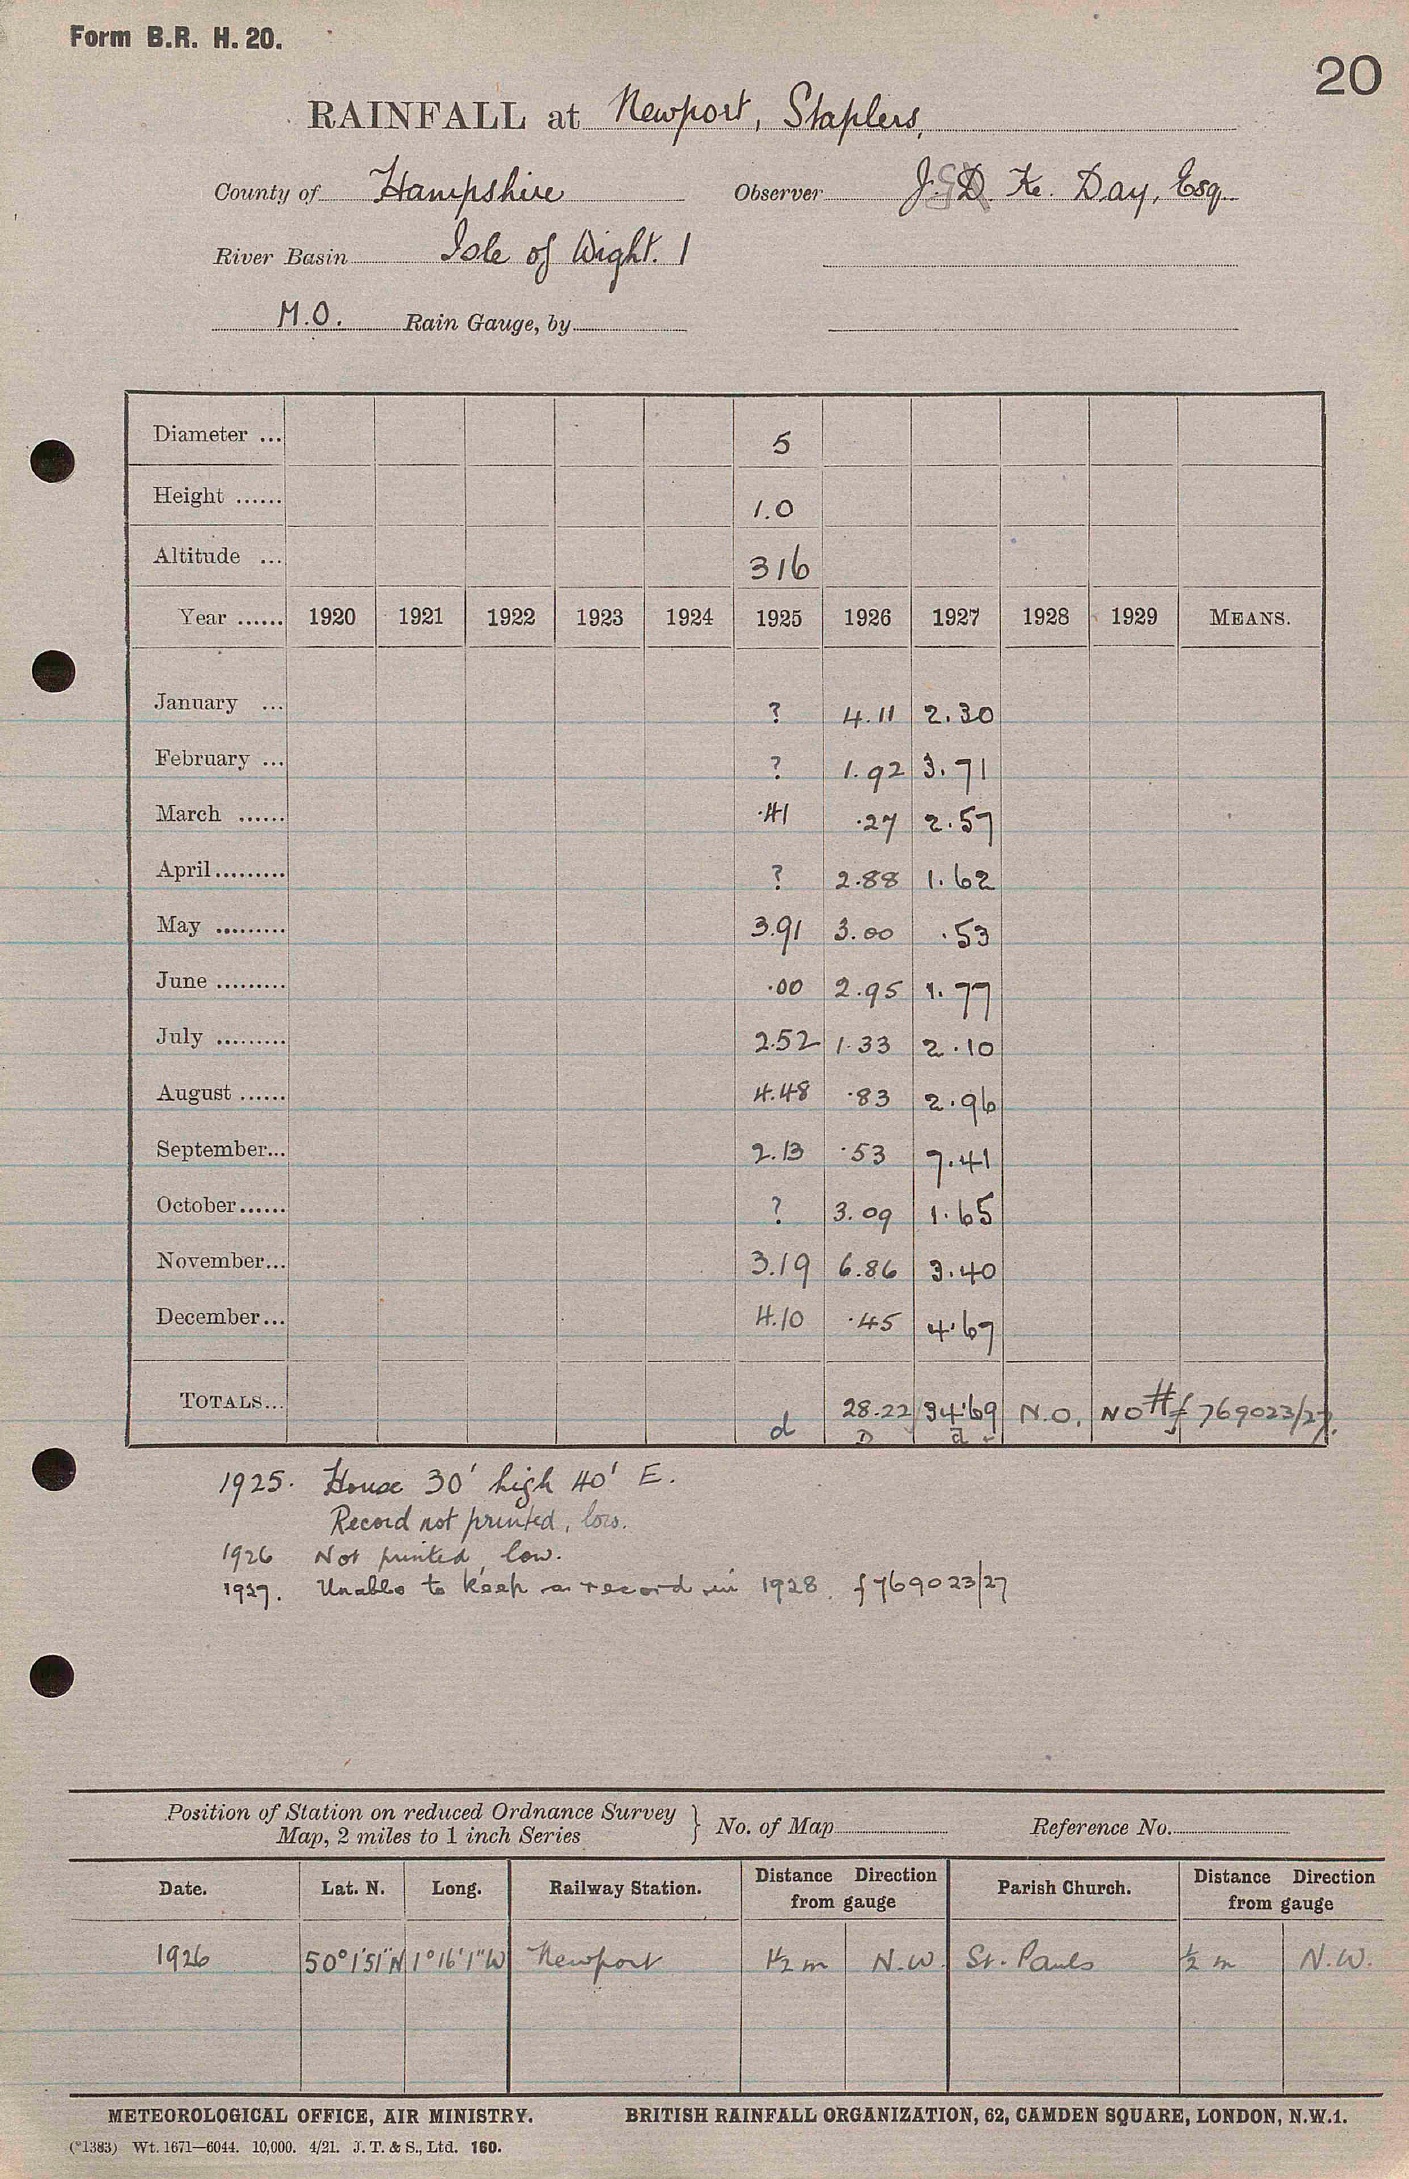 Form B.R. H. 20.
20
RAINFALL at Newport, Staplers,
County of Hampshire Observer J. D. Ke. Day, Esq.
River Basin Isle of Wight. 1
M.O. Rain Gauge, by
Diameter ... 5
Height ...... 1.0
Altitude ... 316
Year ...... 1920 1921 1922 1923 1924 1925 1926 1927 1928 1929 MEANS.
January ... ? 4.11 2.30
February ... ? 1.92 3.71
March ...... .41 .27 2.57
April......... ? 2.88 1.62
May ......... 3.91 3.00 .53
June ......... .00 2.95 1.77
July ......... 2.52 1.33 2.10
August ...... 4.48 .83 2.96
September... 2.13 .53 7.41
October...... ? 3.09 1.65
November... 3.19 6.86 3.40
December... 4.10 .45 4.67
TOTALS... d 28.22 34.69 N.O. NO # f 769023/27.
D d
1925. House 30' high 40' E.
Record not printed, low.
1926 Not printed, low.
1927. Unable to keep a record in 1928. f 769023/27
Position of Station on reduced Ordnance Survey
Map, 2 miles to 1 inch Series } No. of Map Reference No.
Date. Lat. N. Long. Railway Station. Distance Direction from gauge Parish Church. Distance Direction from gauge
1926 50°1'51"N 1°16'1"W Newport 1½ m N.W. St. Pauls ½ m N.W.
METEOROLOGICAL OFFICE, AIR MINISTRY. BRITISH RAINFALL ORGANIZATION, 62, CAMDEN SQUARE, LONDON, N.W.1.
(*1383) Wt. 1671—6044. 10,000. 4/21. J. T. & S., Ltd. 160.